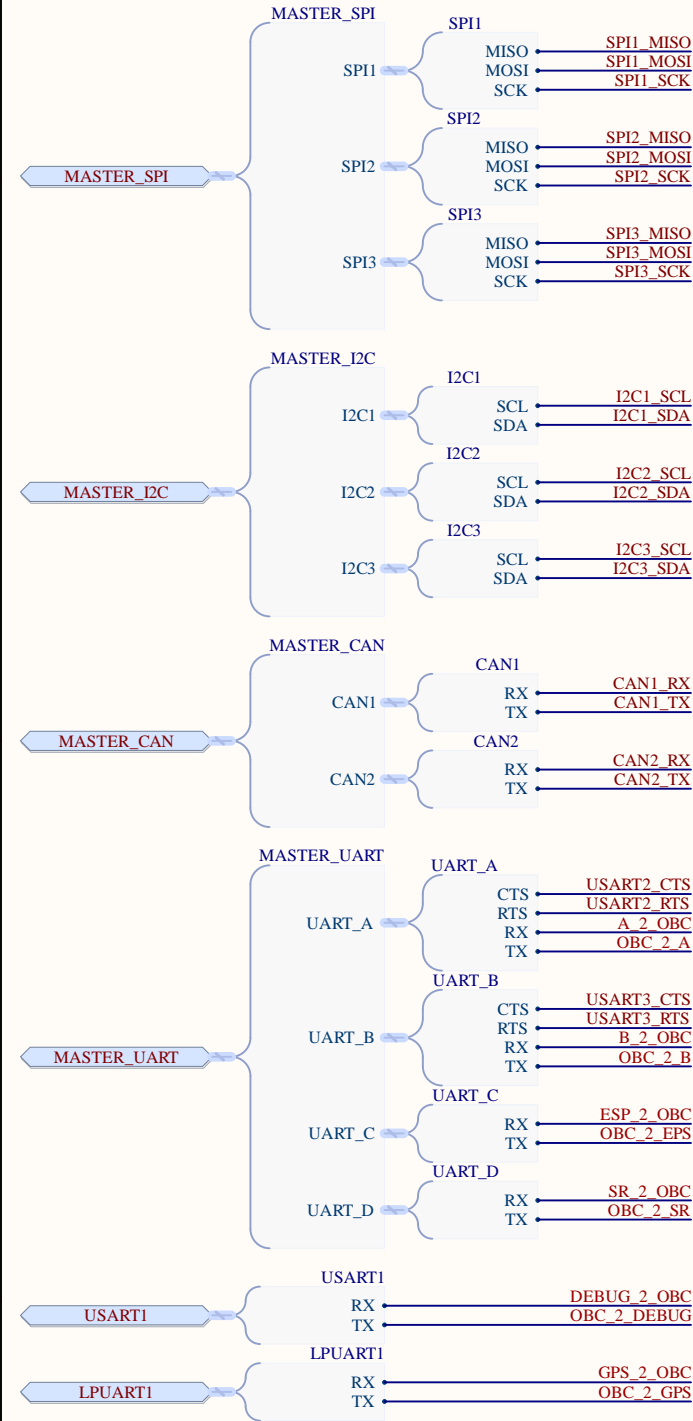 MASTER_SPI
SPI1
MISO SPI1_MISO
SPI1 MOSI SPI1_MOSI
SCK SPI1_SCK
SPI2
MISO SPI2_MISO
MASTER_SPI SPI2 MOSI SPI2_MOSI
SCK SPI2_SCK
SPI3
MISO SPI3_MISO
SPI3 MOSI SPI3_MOSI
SCK SPI3_SCK
MASTER_I2C
I2C1
SCL I2C1_SCL
I2C1
SDA I2C1_SDA
I2C2
SCL I2C2_SCL
MASTER_I2C I2C2
SDA I2C2_SDA
I2C3
SCL I2C3_SCL
I2C3
SDA I2C3_SDA
MASTER_CAN
CAN1
RX CAN1_RX
CAN1
TX CAN1_TX
MASTER_CAN
CAN2
RX CAN2_RX
CAN2
TX CAN2_TX
MASTER_UART
UART_A
CTS USART2_CTS
RTS USART2_RTS
UART_A
RX A_2_OBC
TX OBC_2_A
UART_B
CTS USART3_CTS
RTS USART3_RTS
UART_B
RX B_2_OBC
MASTER_UART
TX OBC_2_B
UART_C
RX ESP_2_OBC
UART_C
TX OBC_2_EPS
UART_D
RX SR_2_OBC
UART_D
TX OBC_2_SR
USART1
RX DEBUG_2_OBC
USART1
TX OBC_2_DEBUG
LPUART1
RX GPS_2_OBC
LPUART1
TX OBC_2_GPS